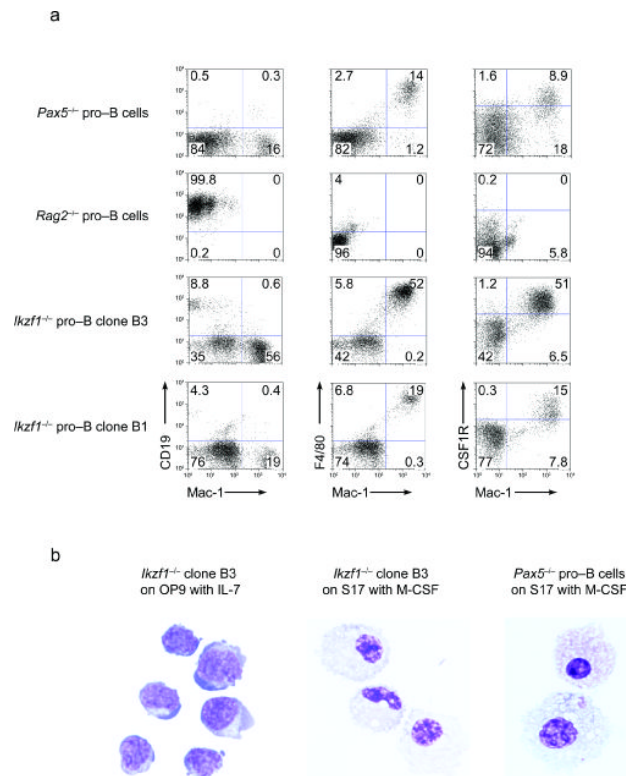 a
Pax5-/- pro–B cells
0.5 0.3
84 16
2.7 14
82 1.2
1.6 8.9
72 18
Rag2-/- pro–B cells
99.8 0
0.2 0
4 0
96 0
0.2 0
94 5.8
Ikzf1-/- pro–B clone B3
8.8 0.6
35 56
5.8 52
42 0.2
1.2 51
42 6.5
Ikzf1-/- pro–B clone B1
4.3 0.4
76 19
6.8 19
74 0.3
0.3 15
77 7.8
CD19
F4/80
CSF1R
Mac-1
Mac-1
Mac-1
b
Ikzf1-/- clone B3
on OP9 with IL-7
Ikzf1-/- clone B3
on S17 with M-CSF
Pax5-/- pro–B cells
on S17 with M-CSF